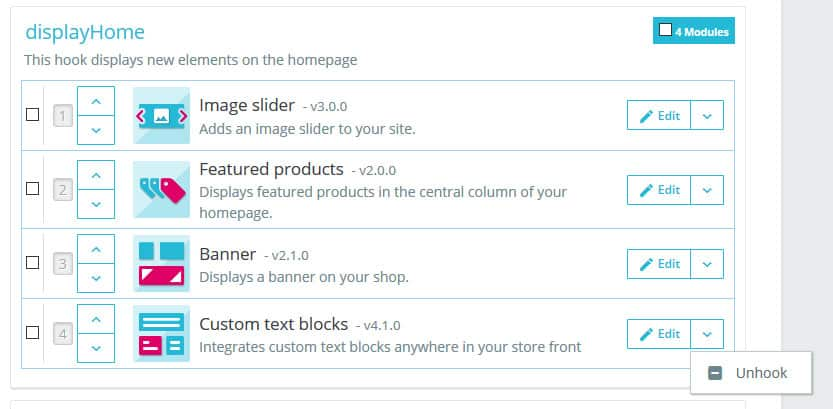 displayHome
4 Modules
This hook displays new elements on the homepage
1
Image slider - v3.0.0
Edit
Adds an image slider to your site.
2
Featured products - v2.0.0
Edit
Displays featured products in the central column of your
homepage.
3
Banner - v2.1.0
Edit
Displays a banner on your shop.
4
Custom text blocks - v4.1.0
Edit
Integrates custom text blocks anywhere in your store front
Unhook